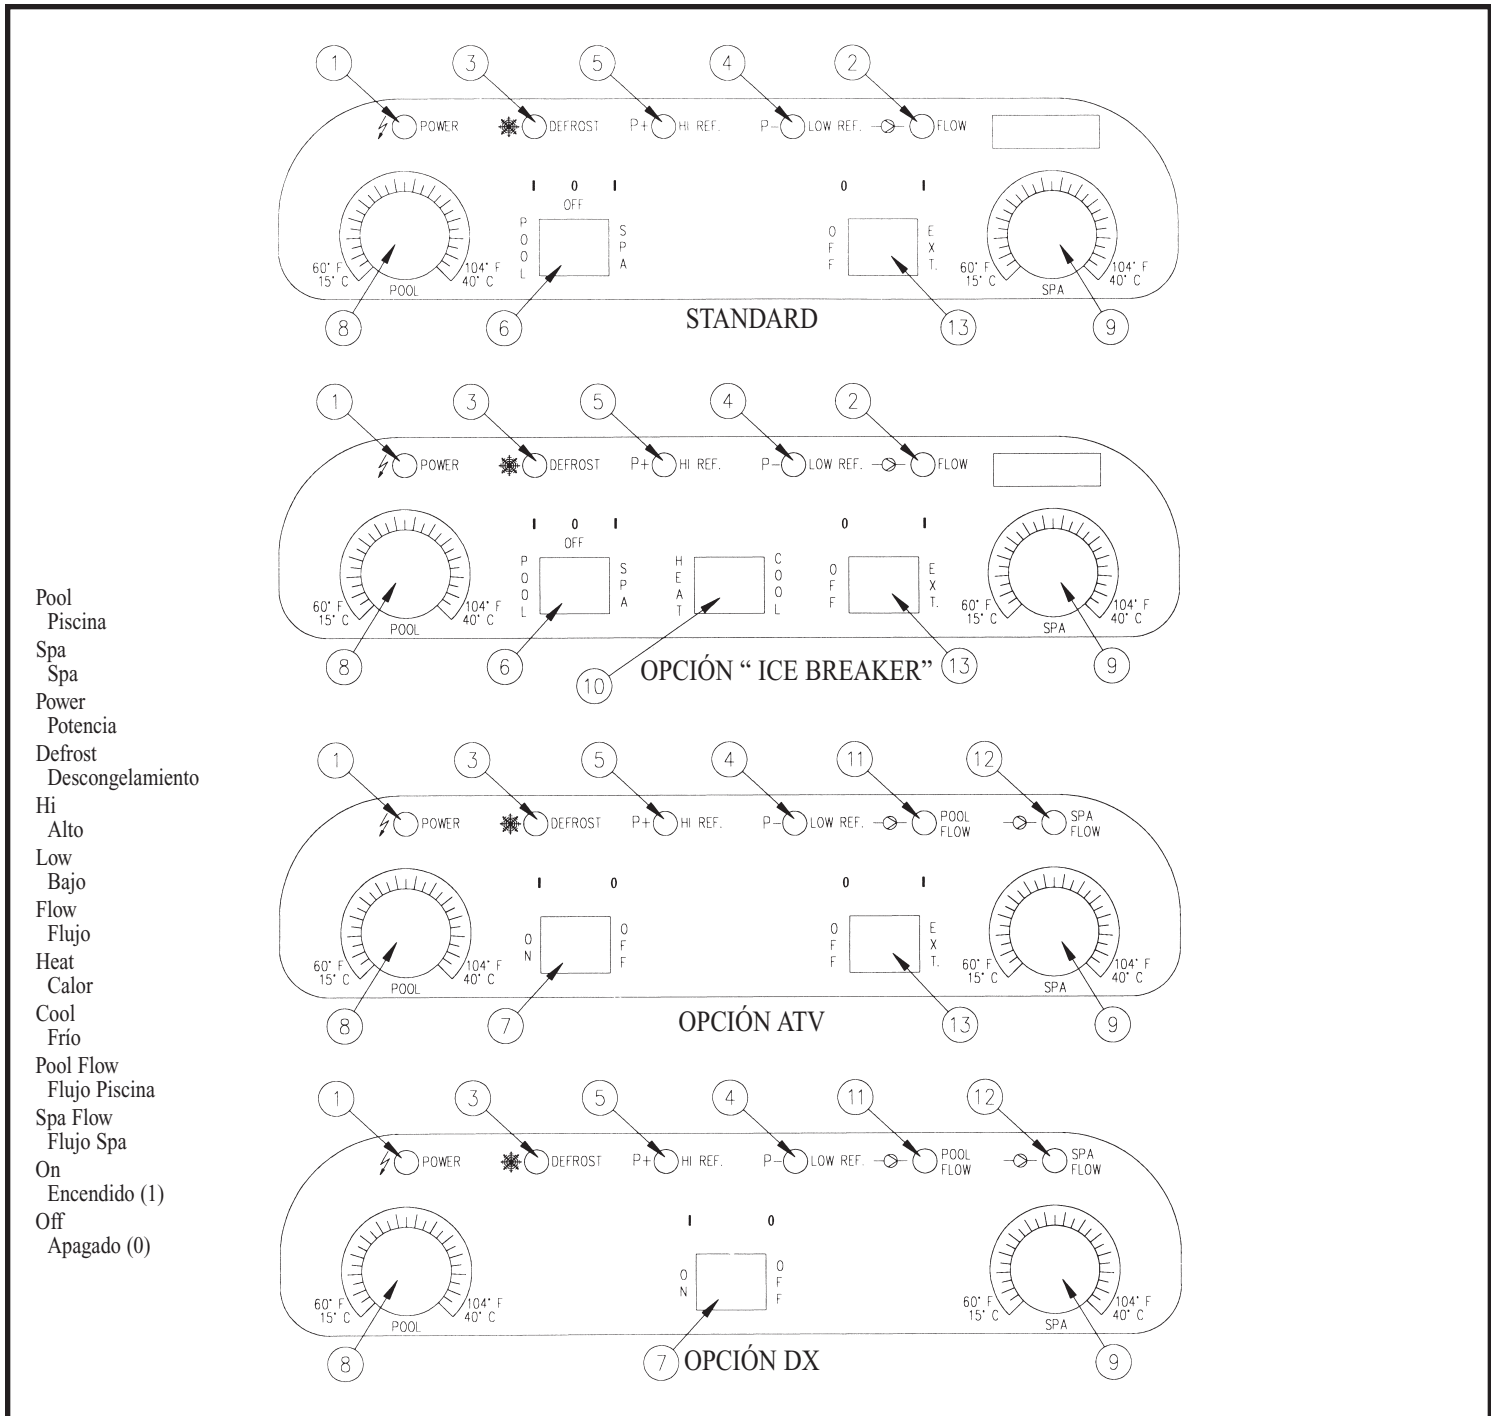 1 3 5 4 2
POWER DEFROST P+ HI REF. P- LOW REF. FLOW
I 0 I 0 I
OFF
POOL SPA OFF EXT.
60° F 104° F 60° F 104° F
15° C 40° C 15° C 40° C
POOL SPA
8 6 STANDARD 13 9
1 3 5 4 2
POWER DEFROST P+ HI REF. P- LOW REF. FLOW
I 0 I 0 I
OFF
POOL SPA HEAT COOL OFF EXT.
60° F 104° F 60° F 104° F
15° C 40° C 15° C 40° C
POOL SPA
8 6 10 OPCIÓN “ ICE BREAKER” 13 9
Pool
Piscina
Spa
Spa
Power
Potencia
Defrost
Descongelamiento
Hi
Alto
Low
Bajo
Flow
Flujo
Heat
Calor
Cool
Frío
Pool Flow
Flujo Piscina
Spa Flow
Flujo Spa
On
Encendido (1)
Off
Apagado (0)
1 3 5 4 11 12
POWER DEFROST P+ HI REF. P- LOW REF. POOL FLOW SPA FLOW
I 0 0 I
ON OFF OFF EXT.
60° F 104° F 60° F 104° F
15° C 40° C 15° C 40° C
POOL SPA
8 7 OPCIÓN ATV 13 9
1 3 5 4 11 12
POWER DEFROST P+ HI REF. P- LOW REF. POOL FLOW SPA FLOW
I 0
ON OFF
60° F 104° F 60° F 104° F
15° C 40° C 15° C 40° C
POOL SPA
8 7 OPCIÓN DX 9